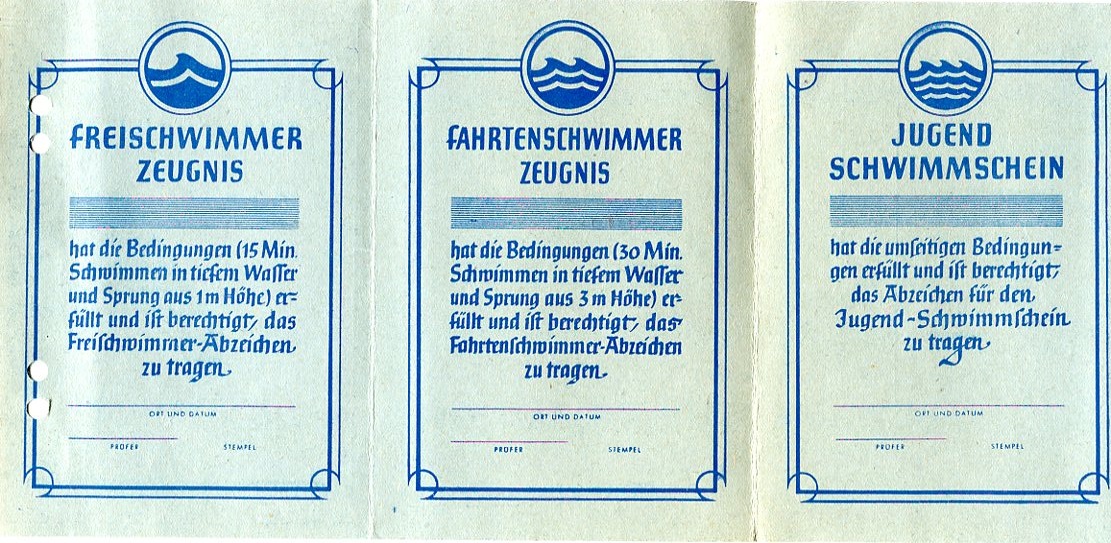 FREISCHWIMMER
ZEUGNIS
hat die Bedingungen (15 Min.
Schwimmen in tiefem Waſſer
und Sprung aus 1 m Höhe) er=
füllt und iſt berechtigt, das
Freiſchwimmer-Abzeichen
zu tragen
ORT UND DATUM
PRÜFER STEMPEL
FAHRTENSCHWIMMER
ZEUGNIS
hat die Bedingungen (30 Min.
Schwimmen in tiefem Waſſer
und Sprung aus 3 m Höhe) er=
füllt und iſt berechtigt, das
Fahrtenſchwimmer-Abzeichen
zu tragen
ORT UND DATUM
PRÜFER STEMPEL
JUGEND
SCHWIMMSCHEIN
hat die umſeitigen Bedingun=
gen erfüllt und iſt berechtigt,
das Abzeichen für den
Jugend-Schwimmſchein
zu tragen
ORT UND DATUM
PRÜFER STEMPEL